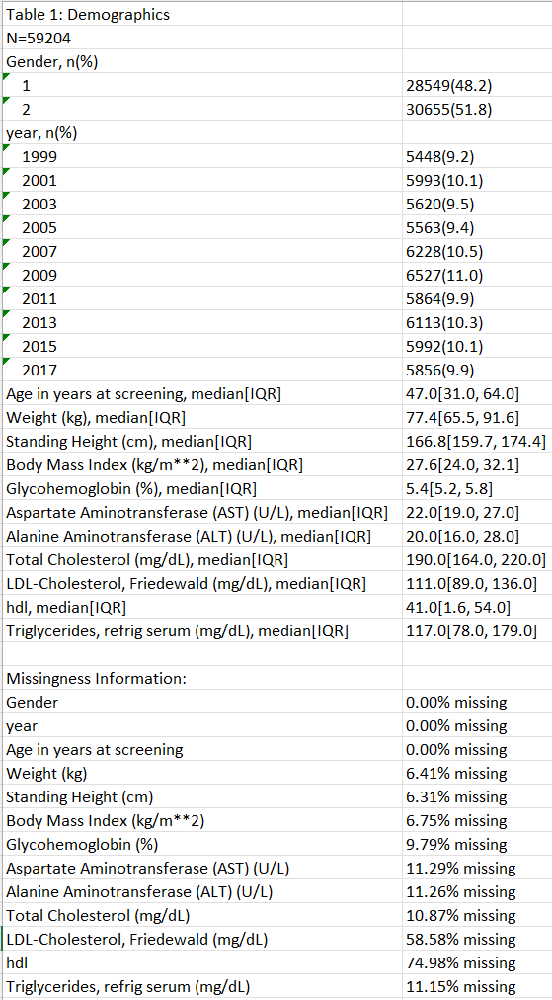 Table 1: Demographics
N=59204
Gender, n(%)
1 28549(48.2)
2 30655(51.8)
year, n(%)
1999 5448(9.2)
2001 5993(10.1)
2003 5620(9.5)
2005 5563(9.4)
2007 6228(10.5)
2009 6527(11.0)
2011 5864(9.9)
2013 6113(10.3)
2015 5992(10.1)
2017 5856(9.9)
Age in years at screening, median[IQR] 47.0[31.0, 64.0]
Weight (kg), median[IQR] 77.4[65.5, 91.6]
Standing Height (cm), median[IQR] 166.8[159.7, 174.4]
Body Mass Index (kg/m**2), median[IQR] 27.6[24.0, 32.1]
Glycohemoglobin (%), median[IQR] 5.4[5.2, 5.8]
Aspartate Aminotransferase (AST) (U/L), median[IQR] 22.0[19.0, 27.0]
Alanine Aminotransferase (ALT) (U/L), median[IQR] 20.0[16.0, 28.0]
Total Cholesterol (mg/dL), median[IQR] 190.0[164.0, 220.0]
LDL-Cholesterol, Friedewald (mg/dL), median[IQR] 111.0[89.0, 136.0]
hdl, median[IQR] 41.0[1.6, 54.0]
Triglycerides, refrig serum (mg/dL), median[IQR] 117.0[78.0, 179.0]
Missingness Information:
Gender 0.00% missing
year 0.00% missing
Age in years at screening 0.00% missing
Weight (kg) 6.41% missing
Standing Height (cm) 6.31% missing
Body Mass Index (kg/m**2) 6.75% missing
Glycohemoglobin (%) 9.79% missing
Aspartate Aminotransferase (AST) (U/L) 11.29% missing
Alanine Aminotransferase (ALT) (U/L) 11.26% missing
Total Cholesterol (mg/dL) 10.87% missing
LDL-Cholesterol, Friedewald (mg/dL) 58.58% missing
hdl 74.98% missing
Triglycerides, refrig serum (mg/dL) 11.15% missing